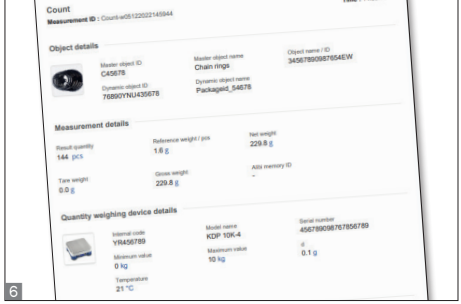 Count
Measurement ID : Count-w05122022145944
Object details
Master object ID
C45678
Master object name
Chain rings
Object name / ID
34567890987654EW
Dynamic object ID
76890YNU435678
Dynamic object name
Packageid_54678
Measurement details
Result quantity
144 pcs
Reference weight / pcs
1.6 g
Net weight
229.8 g
Tare weight
0.0 g
Gross weight
229.8 g
Alibi memory ID
-
Quantity weighing device details
Internal code
YR456789
Model name
KDP 10K-4
Serial number
456789098767856789
Minimum value
0 kg
Maximum value
10 kg
d
0.1 g
Temperature
21 °C
6